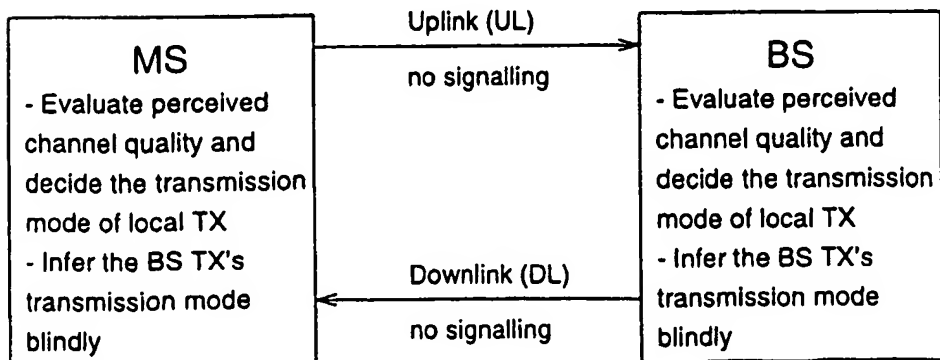 MS
- Evaluate perceived
channel quality and
decide the transmission
mode of local TX
- Infer the BS TX's
transmission mode
blindly
Uplink (UL)
no signalling
Downlink (DL)
no signalling
BS
- Evaluate perceived
channel quality and
decide the transmission
mode of local TX
- Infer the BS TX's
transmission mode
blindly